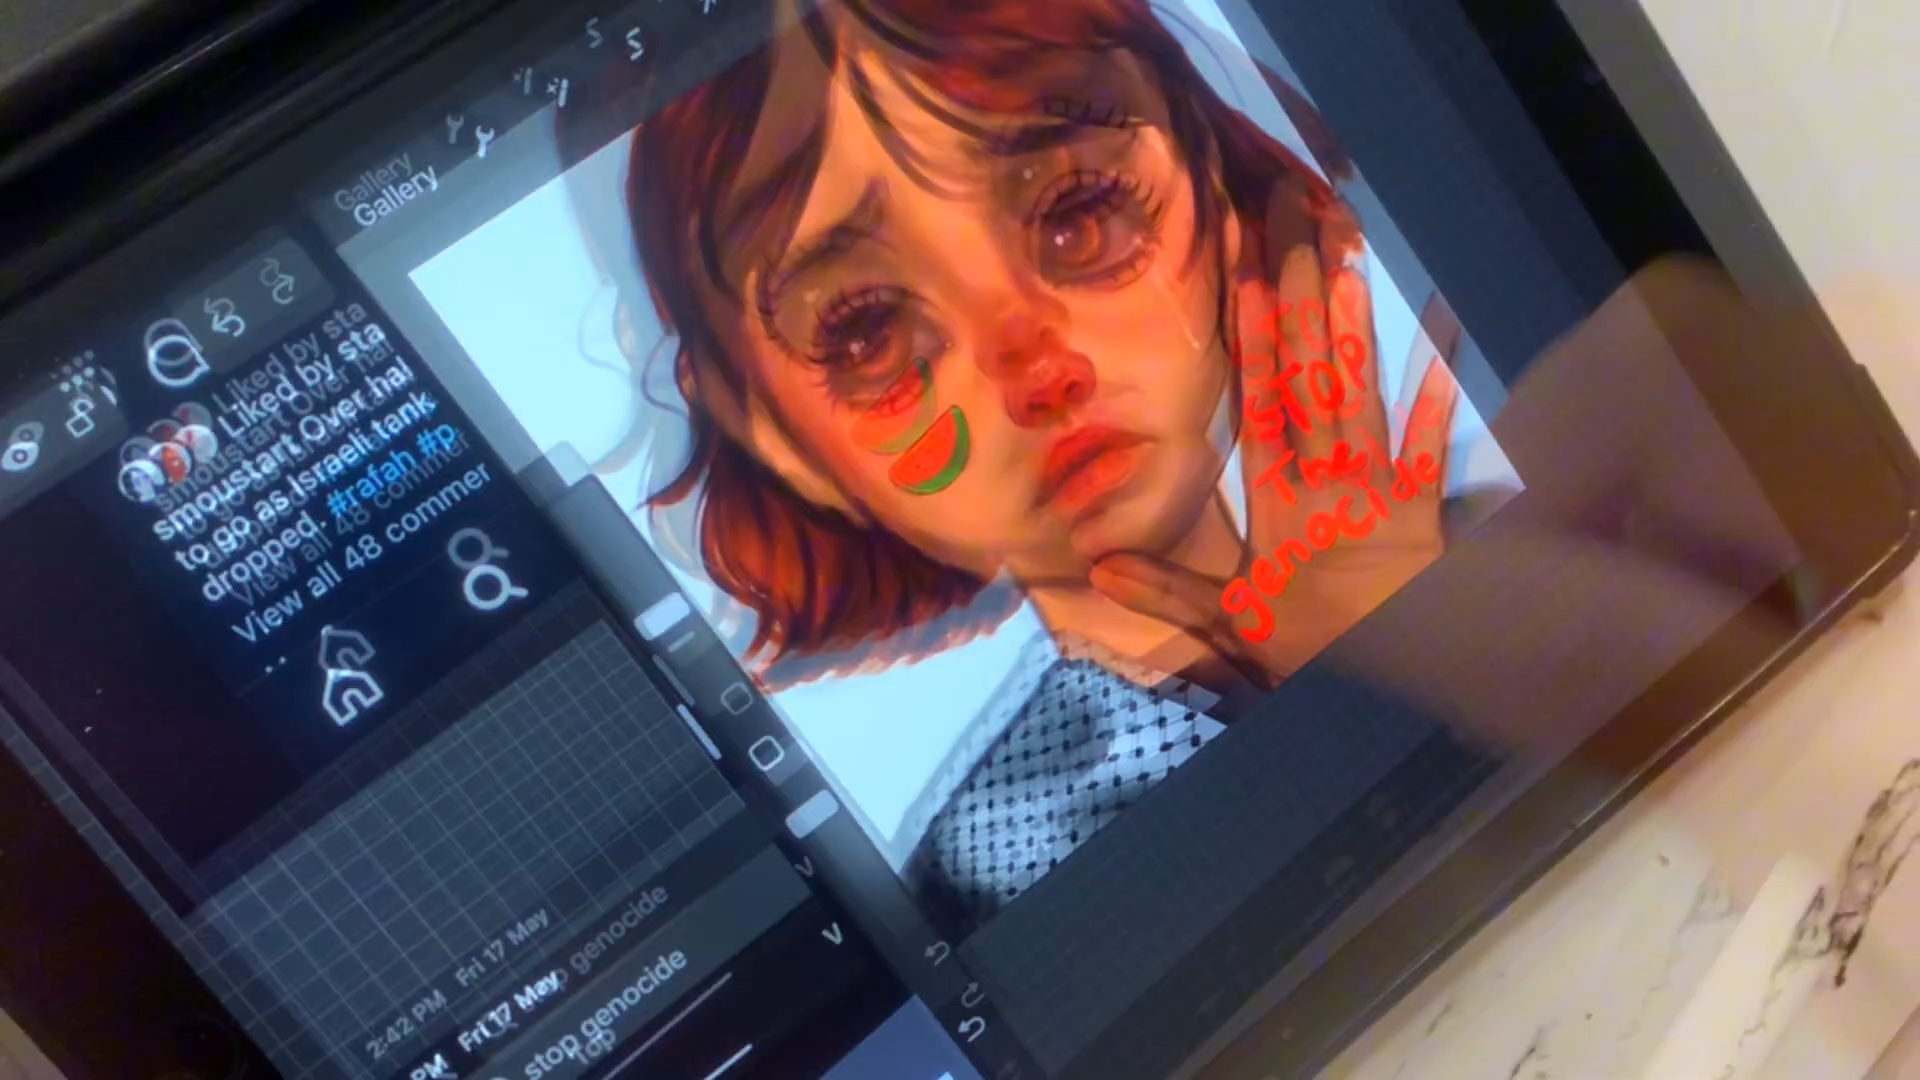 Gallery
Liked by sta
smoustart Over hal
to go as Israeli tank
dropped. #rafah #p
View all 48 commer
STOP
The
genocide
2:42 PM Fri 17 May
stop genocide